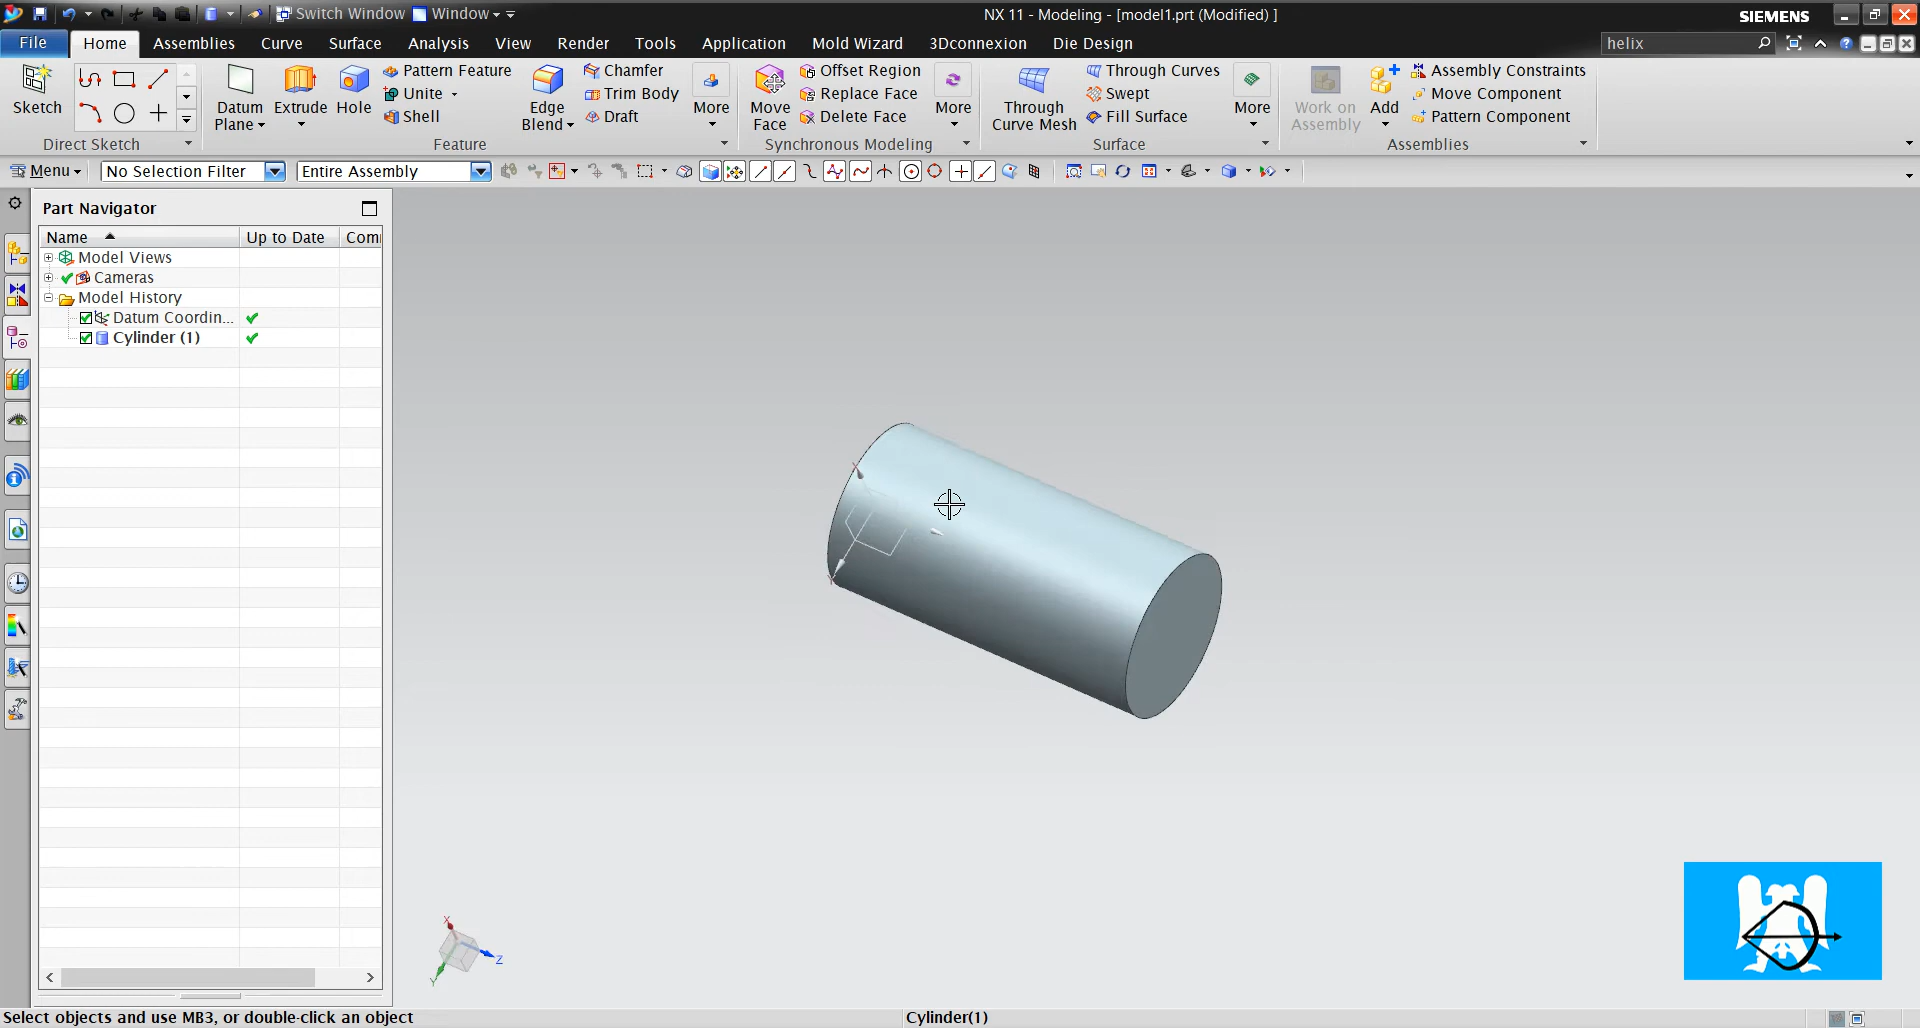 Switch Window Window NX 11 - Modeling - [model1.prt (Modified) ] SIEMENS
File Home Assemblies Curve Surface Analysis View Render Tools Application Mold Wizard 3Dconnexion Die Design helix
Sketch
Direct Sketch
Datum Plane
Extrude
Hole
Pattern Feature
Unite
Shell
Edge Blend
Chamfer
Trim Body
Draft
More
Feature
Move Face
Offset Region
Replace Face
Delete Face
More
Synchronous Modeling
Through Curve Mesh
Through Curves
Swept
Fill Surface
More
Surface
Work on Assembly
Add
Assembly Constraints
Move Component
Pattern Component
Assemblies
Menu No Selection Filter Entire Assembly
Part Navigator
Name Up to Date Com
Model Views
Cameras
Model History
Datum Coordin...
Cylinder (1)
X
Y
X
Z
Y
Select objects and use MB3, or double-click an object Cylinder(1)